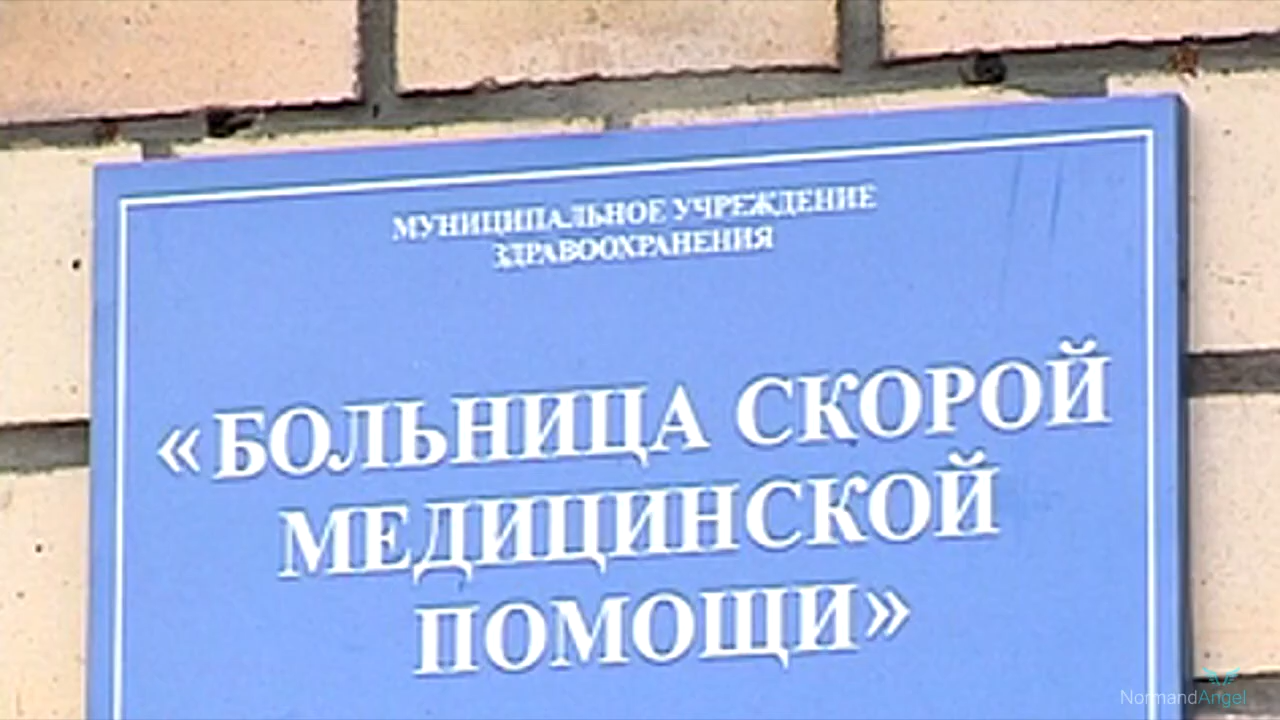 МУНИЦИПАЛЬНОЕ УЧРЕЖДЕНИЕ
ЗДРАВООХРАНЕНИЯ
«БОЛЬНИЦА СКОРОЙ
МЕДИЦИНСКОЙ
ПОМОЩИ»
NormandAngel